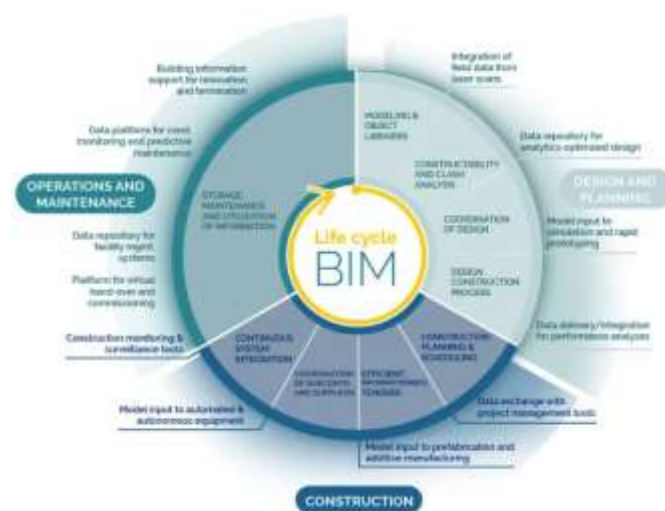 Building information
support for renovation
and termination
Integration of
field data from
laser scans
Data platform for
monitoring and predictive
maintenance
MODELING &
OBJECT
LIBRARIES
Data repository for
analytics-optimized design
CONSTRUCTABILITY
AND CLASH
ANALYSIS
OPERATIONS AND
MAINTENANCE
STORAGE,
MAINTENANCE
AND UTILIZATION
OF INFORMATION
DESIGN AND
PLANNING
Life cycle
BIM
COORDINATION
OF DESIGN
Model input to
simulation and rapid
prototyping
Data repository for
facility mgmt.
systems
Platform for virtual
hand-over and
commissioning
DESIGN
CONSTRUCTION
PROCESS
Data delivery/integration
for performance analyses
Construction monitoring &
surveillance tools
CONTINUOUS
SYSTEM
INTEGRATION
CONSTRUCTION
PLANNING &
SCHEDULING
COORDINATION
OF SUBCONTR.
AND SUPPLIERS
EFFICIENT
TENDERS
Data exchange with
project management tools
Model input to automated &
autonomous equipment
Model input to prefabrication and
additive manufacturing
CONSTRUCTION